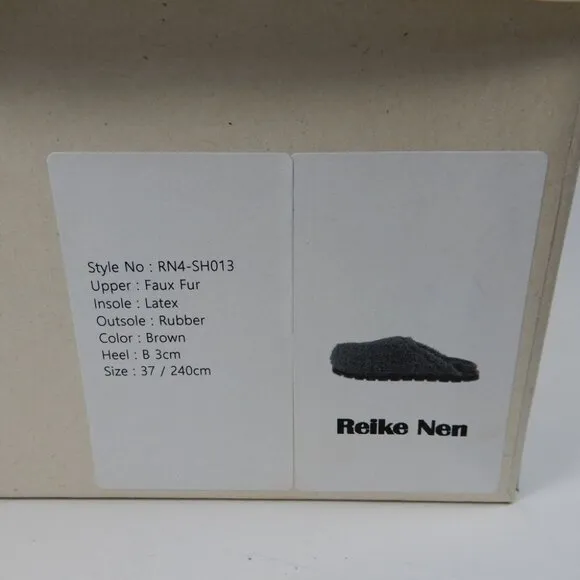 Style No : RN4-SH013
Upper : Faux Fur
Insole : Latex
Outsole : Rubber
Color : Brown
Heel : B 3cm
Size : 37 / 240cm
Reike Nen